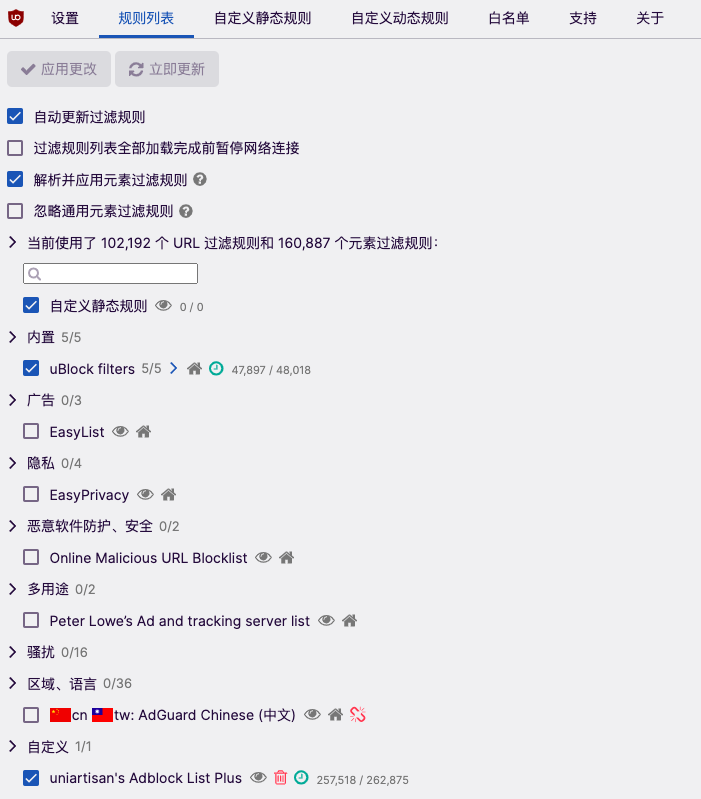 设置 规则列表 自定义静态规则 自定义动态规则 白名单 支持 关于
应用更改 立即更新
自动更新过滤规则
过滤规则列表全部加载完成前暂停网络连接
解析并应用元素过滤规则
忽略通用元素过滤规则
当前使用了 102,192 个 URL 过滤规则和 160,887 个元素过滤规则：
自定义静态规则 0 / 0
内置 5/5
uBlock filters 5/5 47,897 / 48,018
广告 0/3
EasyList
隐私 0/4
EasyPrivacy
恶意软件防护、安全 0/2
Online Malicious URL Blocklist
多用途 0/2
Peter Lowe’s Ad and tracking server list
骚扰 0/16
区域、语言 0/36
🇨🇳cn 🇹🇼tw: AdGuard Chinese (中文)
自定义 1/1
uniartisan's Adblock List Plus 257,518 / 262,875